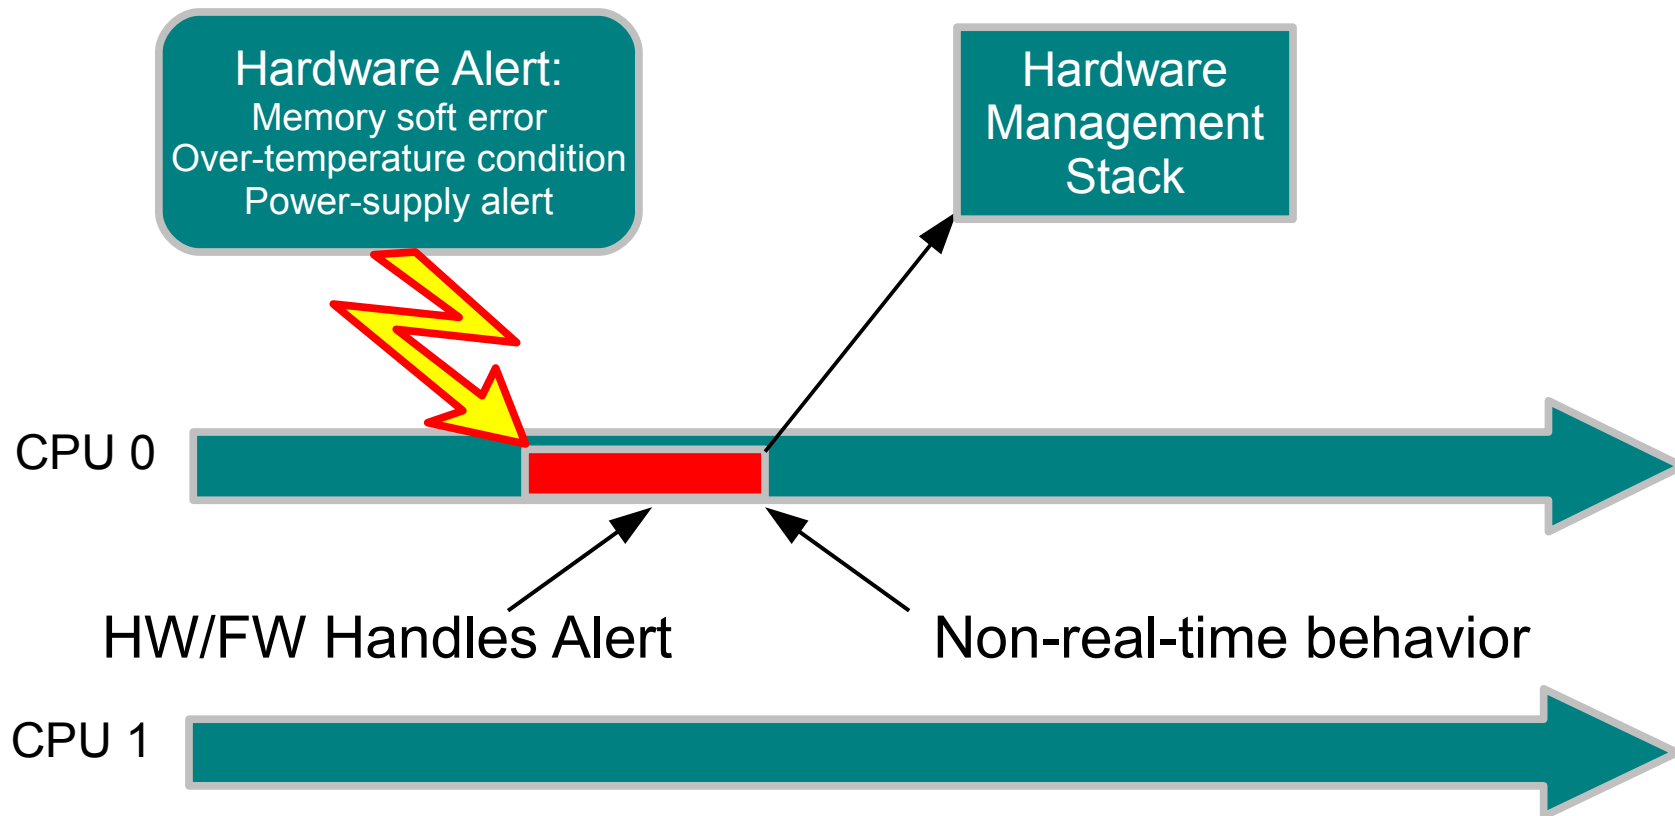 Hardware Alert:
Memory soft error
Over-temperature condition
Power-supply alert
Hardware
Management
Stack
CPU 0
HW/FW Handles Alert
Non-real-time behavior
CPU 1